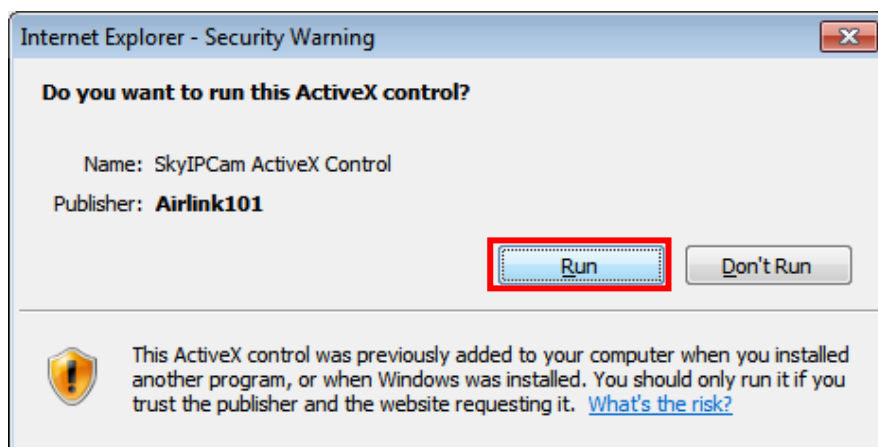 Internet Explorer - Security Warning
Do you want to run this ActiveX control?
Name: SkyIPCam ActiveX Control
Publisher: Airlink101
Run Don't Run
This ActiveX control was previously added to your computer when you installed
another program, or when Windows was installed. You should only run it if you
trust the publisher and the website requesting it. What's the risk?